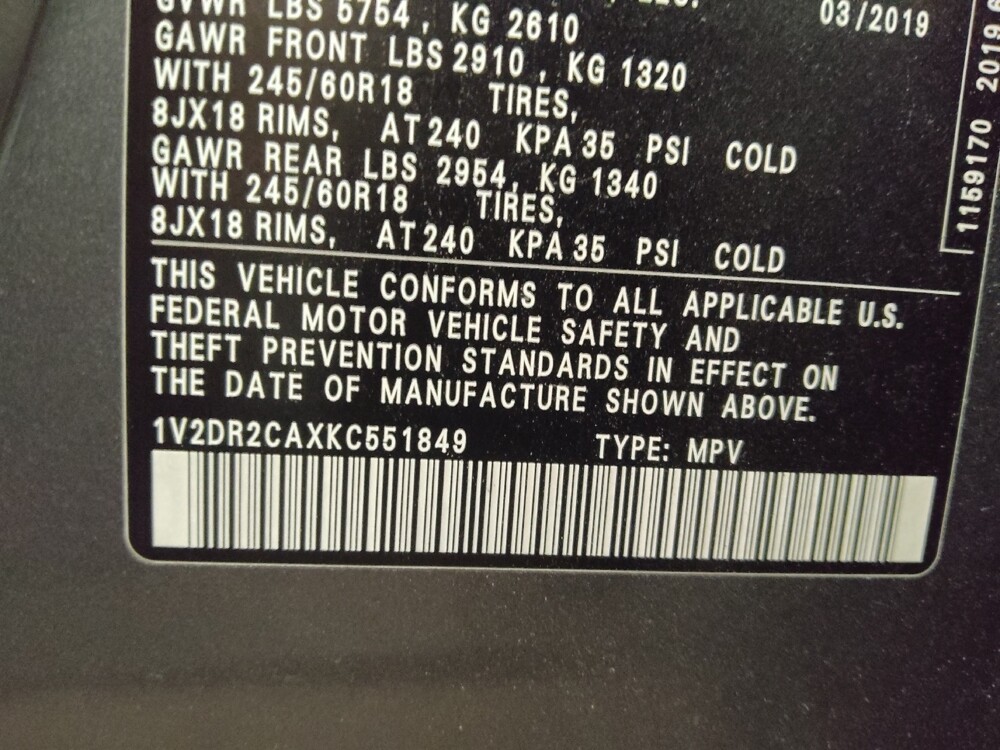 GVWR LBS 5754, KG 2610
03/2019
GAWR FRONT LBS 2910, KG 1320
WITH 245/60R18 TIRES,
8JX18 RIMS, AT 240 KPA 35 PSI COLD
GAWR REAR LBS 2954, KG 1340
WITH 245/60R18 TIRES,
8JX18 RIMS, AT 240 KPA 35 PSI COLD
THIS VEHICLE CONFORMS TO ALL APPLICABLE U.S.
FEDERAL MOTOR VEHICLE SAFETY AND
THEFT PREVENTION STANDARDS IN EFFECT ON
THE DATE OF MANUFACTURE SHOWN ABOVE.
1V2DR2CAXKC551849 TYPE: MPV
1159170 2019